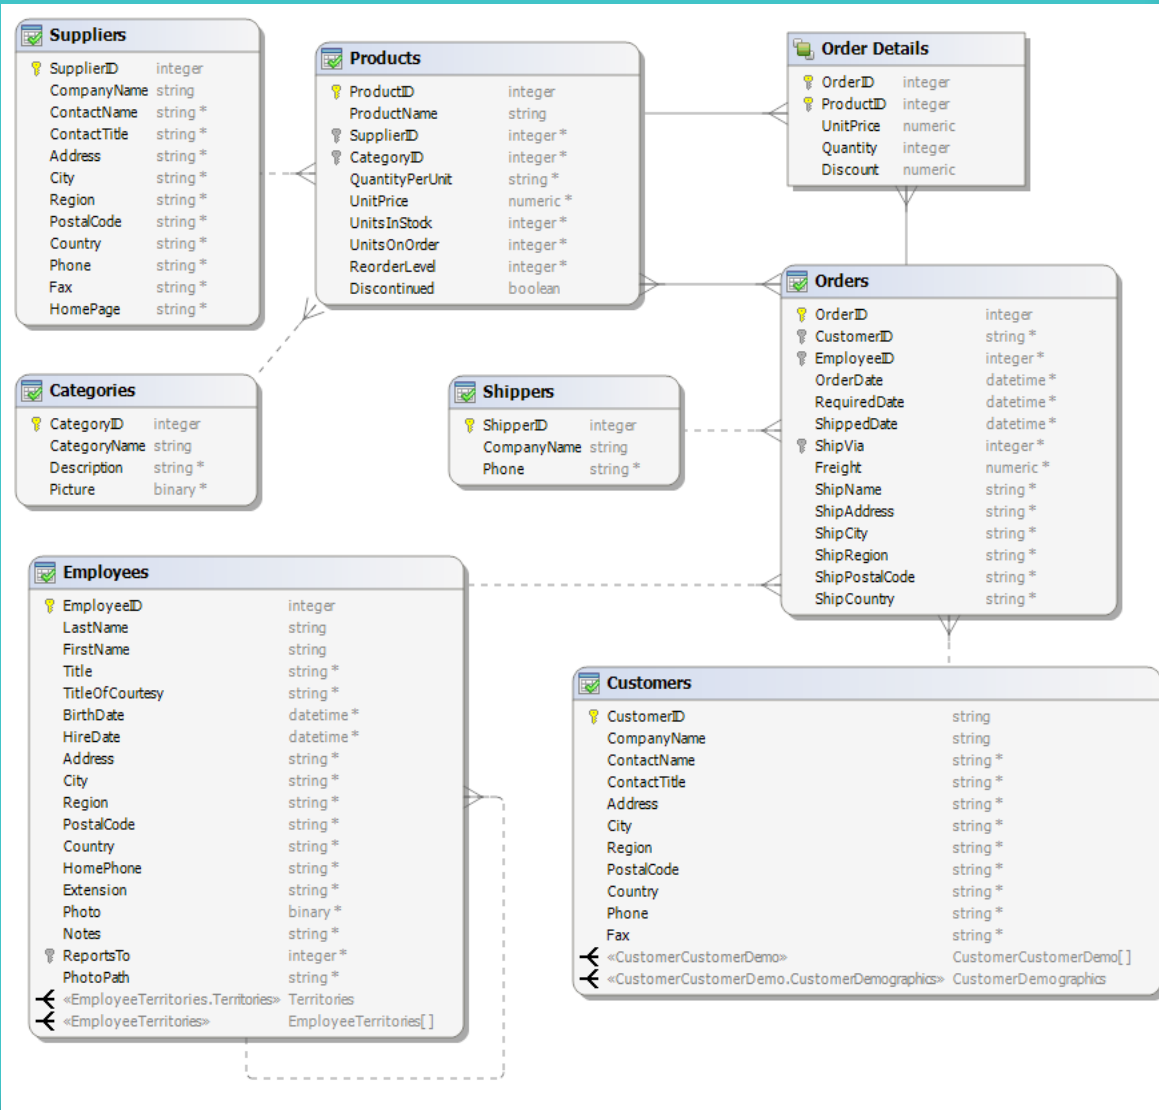 Suppliers
SupplierID integer
CompanyName string
ContactName string *
ContactTitle string *
Address string *
City string *
Region string *
PostalCode string *
Country string *
Phone string *
Fax string *
HomePage string *
Products
ProductID integer
ProductName string
SupplierID integer *
CategoryID integer *
QuantityPerUnit string *
UnitPrice numeric *
UnitsInStock integer *
UnitsOnOrder integer *
ReorderLevel integer *
Discontinued boolean
Order Details
OrderID integer
ProductID integer
UnitPrice numeric
Quantity integer
Discount numeric
Orders
OrderID integer
CustomerID string *
EmployeeID integer *
OrderDate datetime *
RequiredDate datetime *
ShippedDate datetime *
ShipVia integer *
Freight numeric *
ShipName string *
ShipAddress string *
ShipCity string *
ShipRegion string *
ShipPostalCode string *
ShipCountry string *
Categories
CategoryID integer
CategoryName string
Description string *
Picture binary *
Shippers
ShipperID integer
CompanyName string
Phone string *
Employees
EmployeeID integer
LastName string
FirstName string
Title string *
TitleOfCourtesy string *
BirthDate datetime *
HireDate datetime *
Address string *
City string *
Region string *
PostalCode string *
Country string *
HomePhone string *
Extension string *
Photo binary *
Notes string *
ReportsTo integer *
PhotoPath string *
«EmployeeTerritories.Territories» Territories
«EmployeeTerritories» EmployeeTerritories[]
Customers
CustomerID string
CompanyName string
ContactName string *
ContactTitle string *
Address string *
City string *
Region string *
PostalCode string *
Country string *
Phone string *
Fax string *
«CustomerCustomerDemo» CustomerCustomerDemo[]
«CustomerCustomerDemo.CustomerDemographics» CustomerDemographics